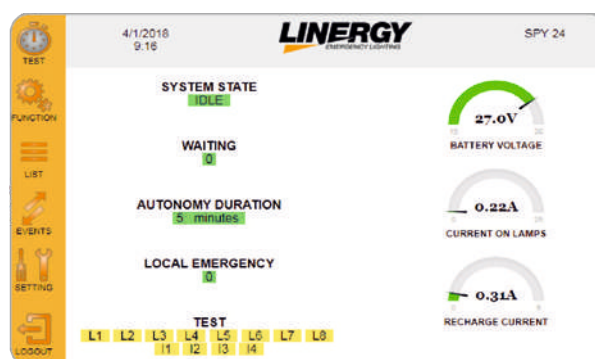 4/1/2018
9:16
LINERGY
EMERGENCY LIGHTING
SPY 24
TEST
FUNCTION
LIST
EVENTS
SETTING
LOGOUT
SYSTEM STATE
IDLE
WAITING
0
AUTONOMY DURATION
5 minutes
LOCAL EMERGENCY
0
TEST
L1 L2 L3 L4 L5 L6 L7 L8
I1 I2 I3 I4
27.0V
BATTERY VOLTAGE
0.22A
CURRENT ON LAMPS
0.31A
RECHARGE CURRENT